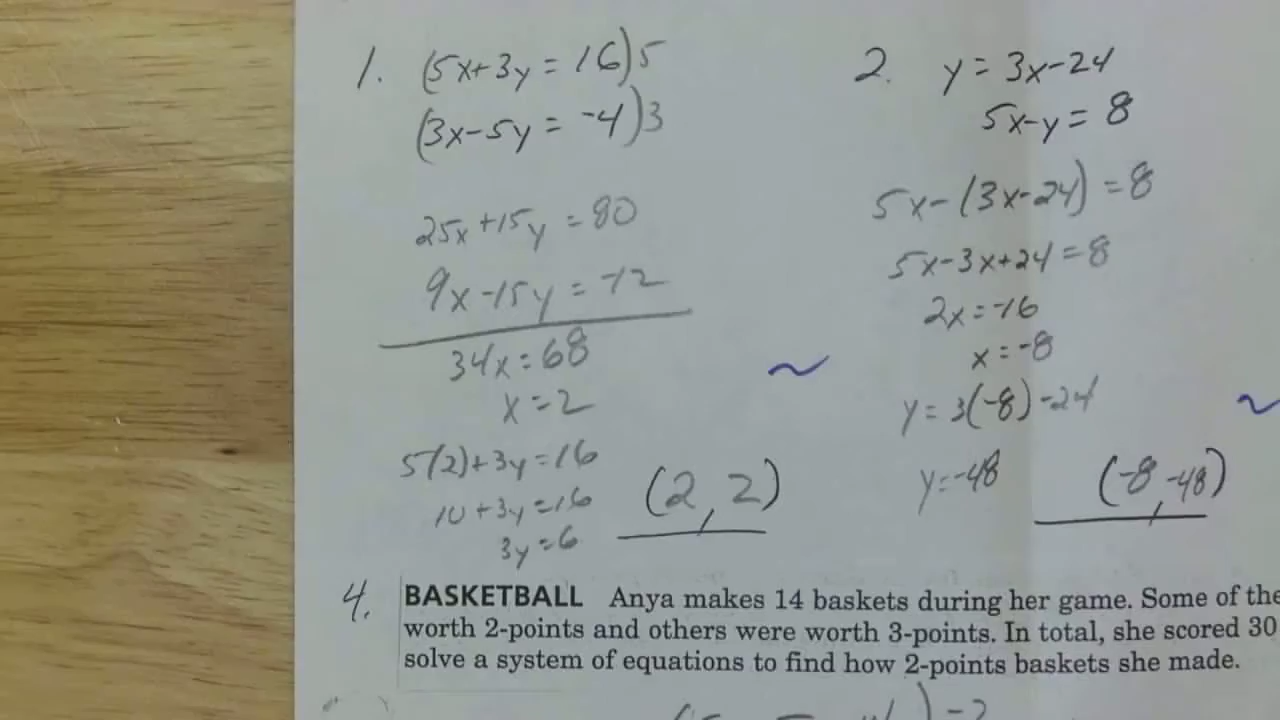 1. (5x+3y = 16)5
(3x-5y = -4)3
25x+15y = 80
9x-15y = -12
34x=68
x=2
5(2)+3y=16
10+3y=16
3y=6
(2, 2)
2. y=3x-24
5x-y=8
5x-(3x-24)=8
5x-3x+24=8
2x=-16
x=-8
y=3(-8)-24
y=-48
(-8,-48)
4. BASKETBALL Anya makes 14 baskets during her game. Some of the
worth 2-points and others were worth 3-points. In total, she scored 30
solve a system of equations to find how 2-points baskets she made.